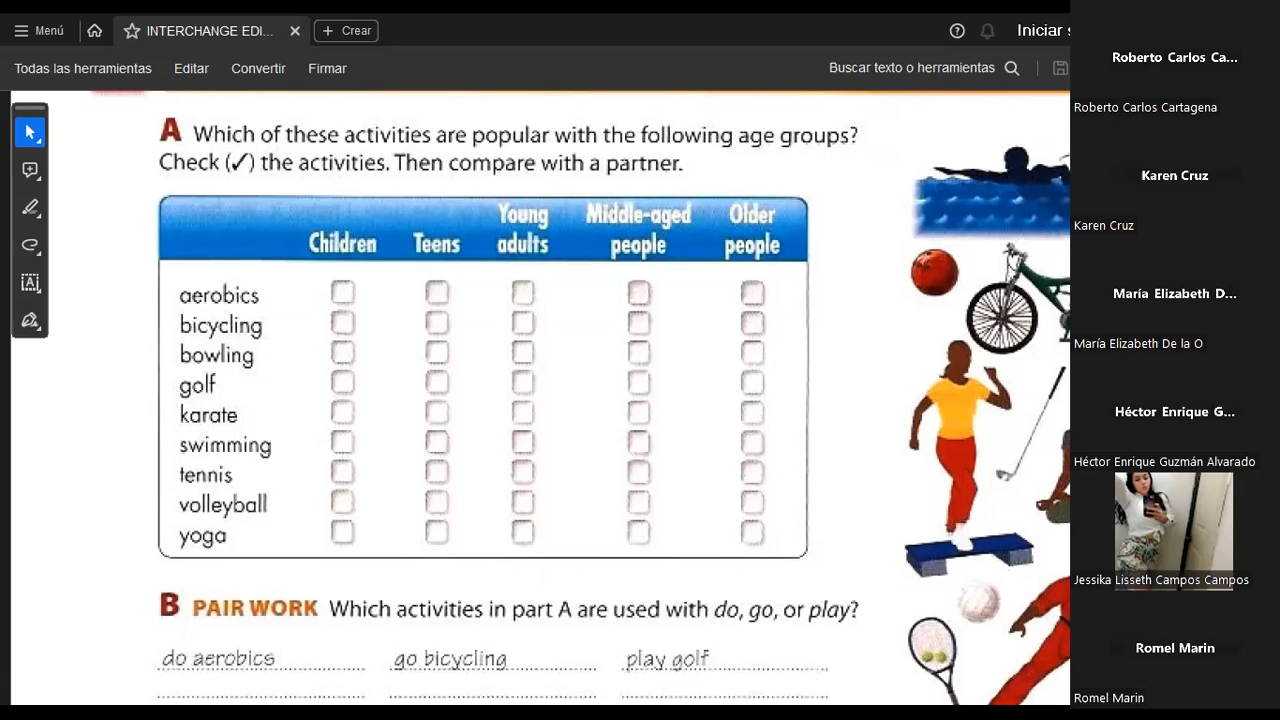 Menú
INTERCHANGE EDI...
Crear
Iniciar s
Todas las herramientas
Editar
Convertir
Firmar
Buscar texto o herramientas
A Which of these activities are popular with the following age groups?
Check (✓) the activities. Then compare with a partner.
Children
Teens
Young adults
Middle-aged people
Older people
aerobics
bicycling
bowling
golf
karate
swimming
tennis
volleyball
yoga
B PAIR WORK Which activities in part A are used with do, go, or play?
do aerobics
go bicycling
play golf
Roberto Carlos Ca...
Roberto Carlos Cartagena
Karen Cruz
Karen Cruz
María Elizabeth D...
María Elizabeth De la O
Héctor Enrique G...
Héctor Enrique Guzmán Alvarado
Jessika Lisseth Campos Campos
Romel Marin
Romel Marin